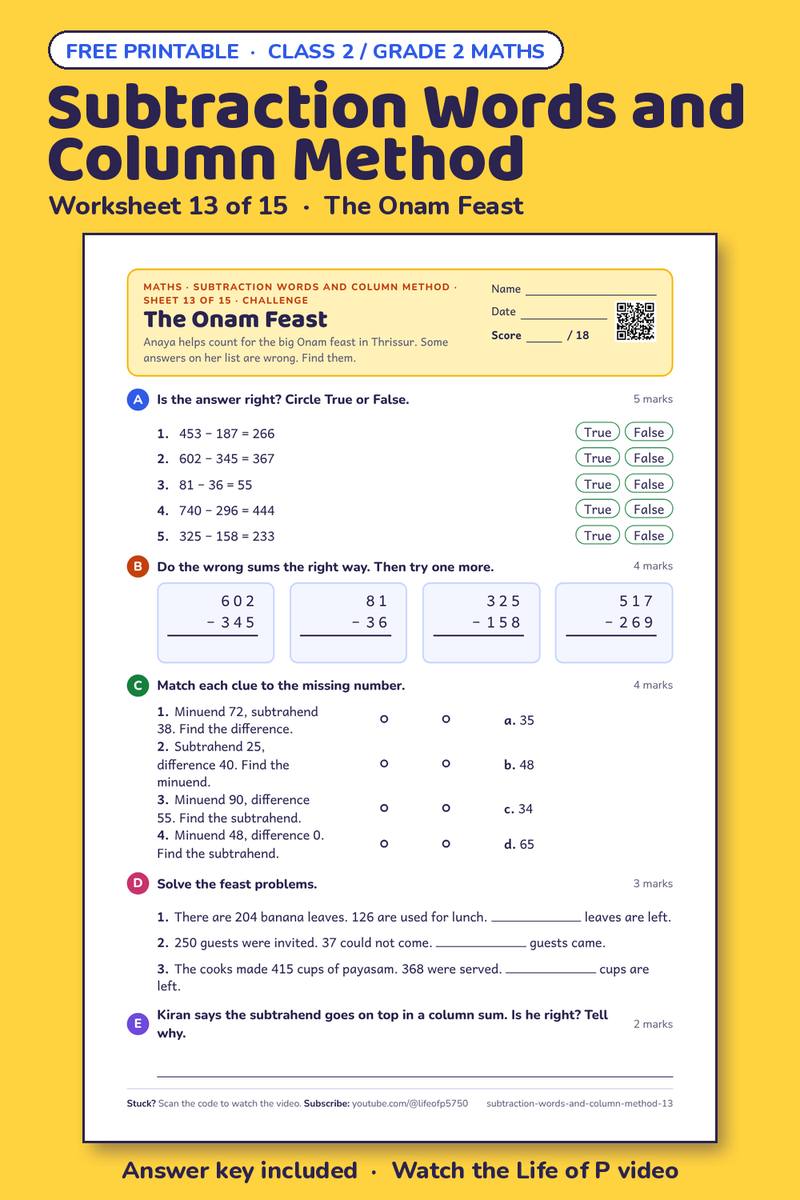 FREE PRINTABLE · CLASS 2 / GRADE 2 MATHS
Subtraction Words and
Column Method
Worksheet 13 of 15 · The Onam Feast
MATHS · SUBTRACTION WORDS AND COLUMN METHOD ·
SHEET 13 OF 15 · CHALLENGE
The Onam Feast
Anaya helps count for the big Onam feast in Thrissur. Some
answers on her list are wrong. Find them.
Name
Date
Score / 18
A Is the answer right? Circle True or False. 5 marks
1. 453 − 187 = 266 True False
2. 602 − 345 = 367 True False
3. 81 − 36 = 55 True False
4. 740 − 296 = 444 True False
5. 325 − 158 = 233 True False
B Do the wrong sums the right way. Then try one more. 4 marks
602 81 325 517
− 345 − 36 − 158 − 269
C Match each clue to the missing number. 4 marks
1. Minuend 72, subtrahend
38. Find the difference.
a. 35
2. Subtrahend 25,
difference 40. Find the
minuend.
b. 48
3. Minuend 90, difference
55. Find the subtrahend.
c. 34
4. Minuend 48, difference 0.
Find the subtrahend.
d. 65
D Solve the feast problems. 3 marks
1. There are 204 banana leaves. 126 are used for lunch. ____ leaves are left.
2. 250 guests were invited. 37 could not come. ____ guests came.
3. The cooks made 415 cups of payasam. 368 were served. ____ cups are
left.
E Kiran says the subtrahend goes on top in a column sum. Is he right? Tell
why. 2 marks
Stuck? Scan the code to watch the video. Subscribe: youtube.com/@lifeofp5750 subtraction-words-and-column-method-13
Answer key included · Watch the Life of P video